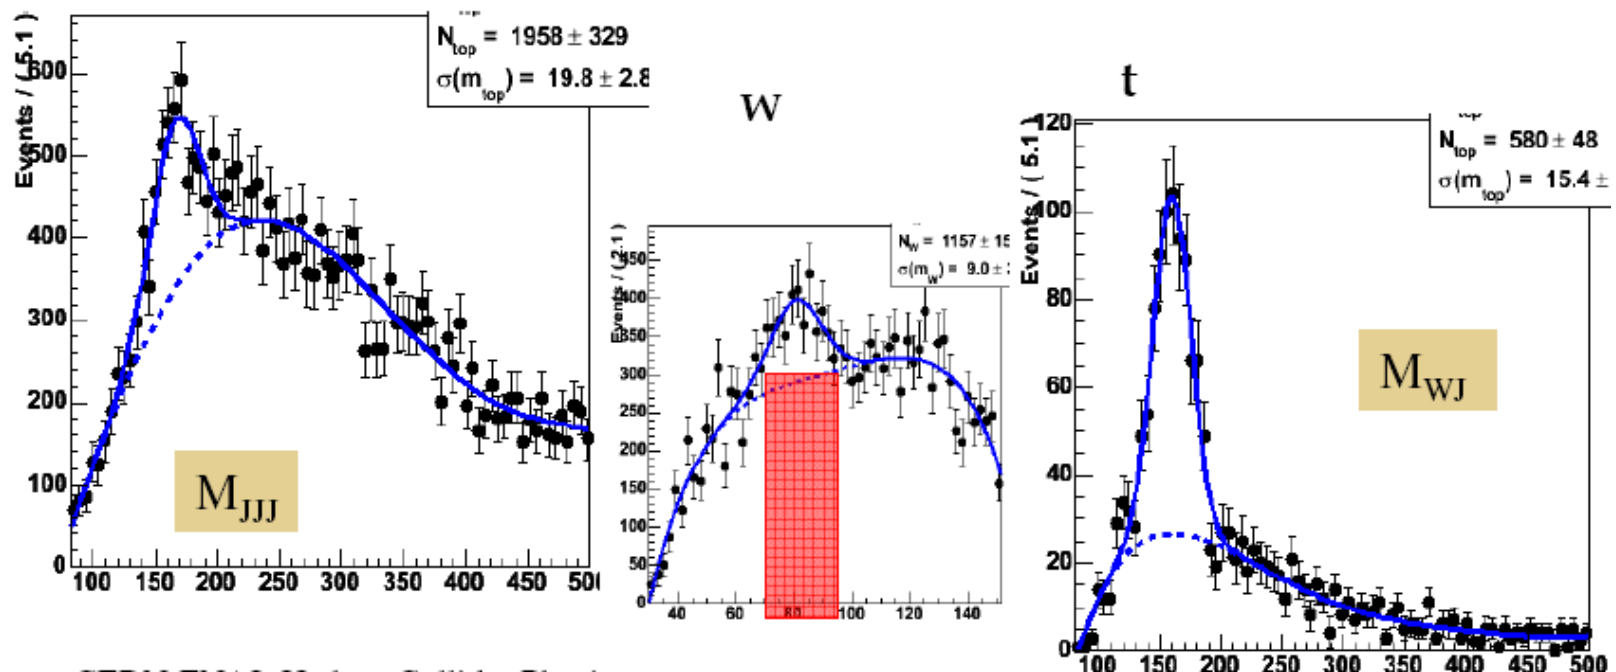 Events / ( 5.1 )
N_top = 1958 ± 329
σ(m_top) = 19.8 ± 2.8
600
500
400
300
200
100
0
100 150 200 250 300 350 400 450
M_JJJ
W
Events / ( 2.1 )
N_W = 1157 ± 15
σ(m_W) = 9.0 ±
450
400
350
300
250
200
150
100
50
0
40 60 80 100 120 140
t
Events / ( 5.1 )
N_top = 580 ± 48
σ(m_top) = 15.4 ±
120
100
80
60
40
20
0
100 150 200 250 300 350 400 450 500
M_WJ